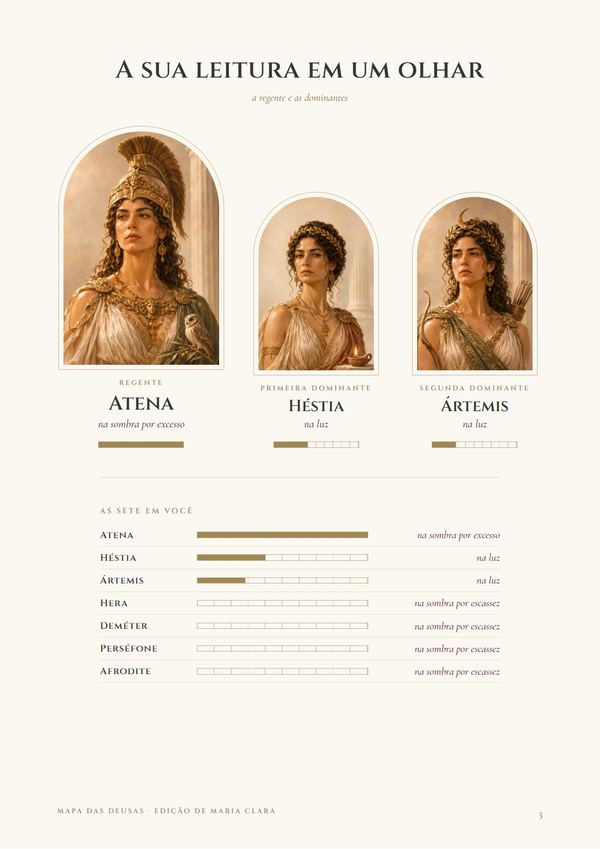 A SUA LEITURA EM UM OLHAR
a regente e as dominantes
REGENTE
ATENA
na sombra por excesso
PRIMEIRA DOMINANTE
HÉSTIA
na luz
SEGUNDA DOMINANTE
ÁRTEMIS
na luz
AS SETE EM VOCÊ
ATENA na sombra por excesso
HÉSTIA na luz
ÁRTEMIS na luz
HERA na sombra por escassez
DEMÉTER na sombra por escassez
PERSÉFONE na sombra por escassez
AFRODITE na sombra por escassez
MAPA DAS DEUSAS · EDIÇÃO DE MARIA CLARA 3